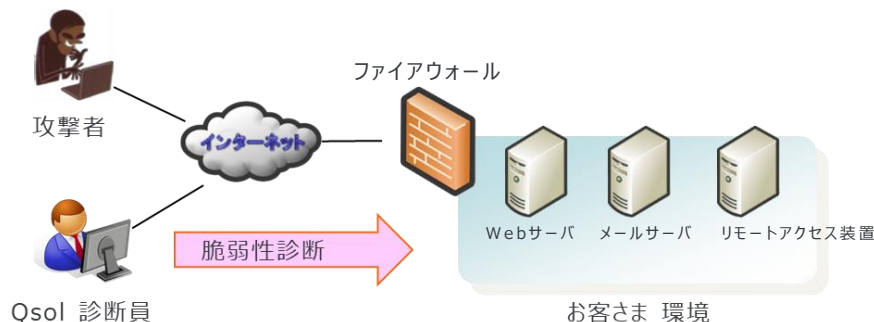 ファイアウォール
攻撃者
インターネット
Webサーバ
メールサーバ
リモートアクセス装置
脆弱性診断
Qsol 診断員
お客さま 環境